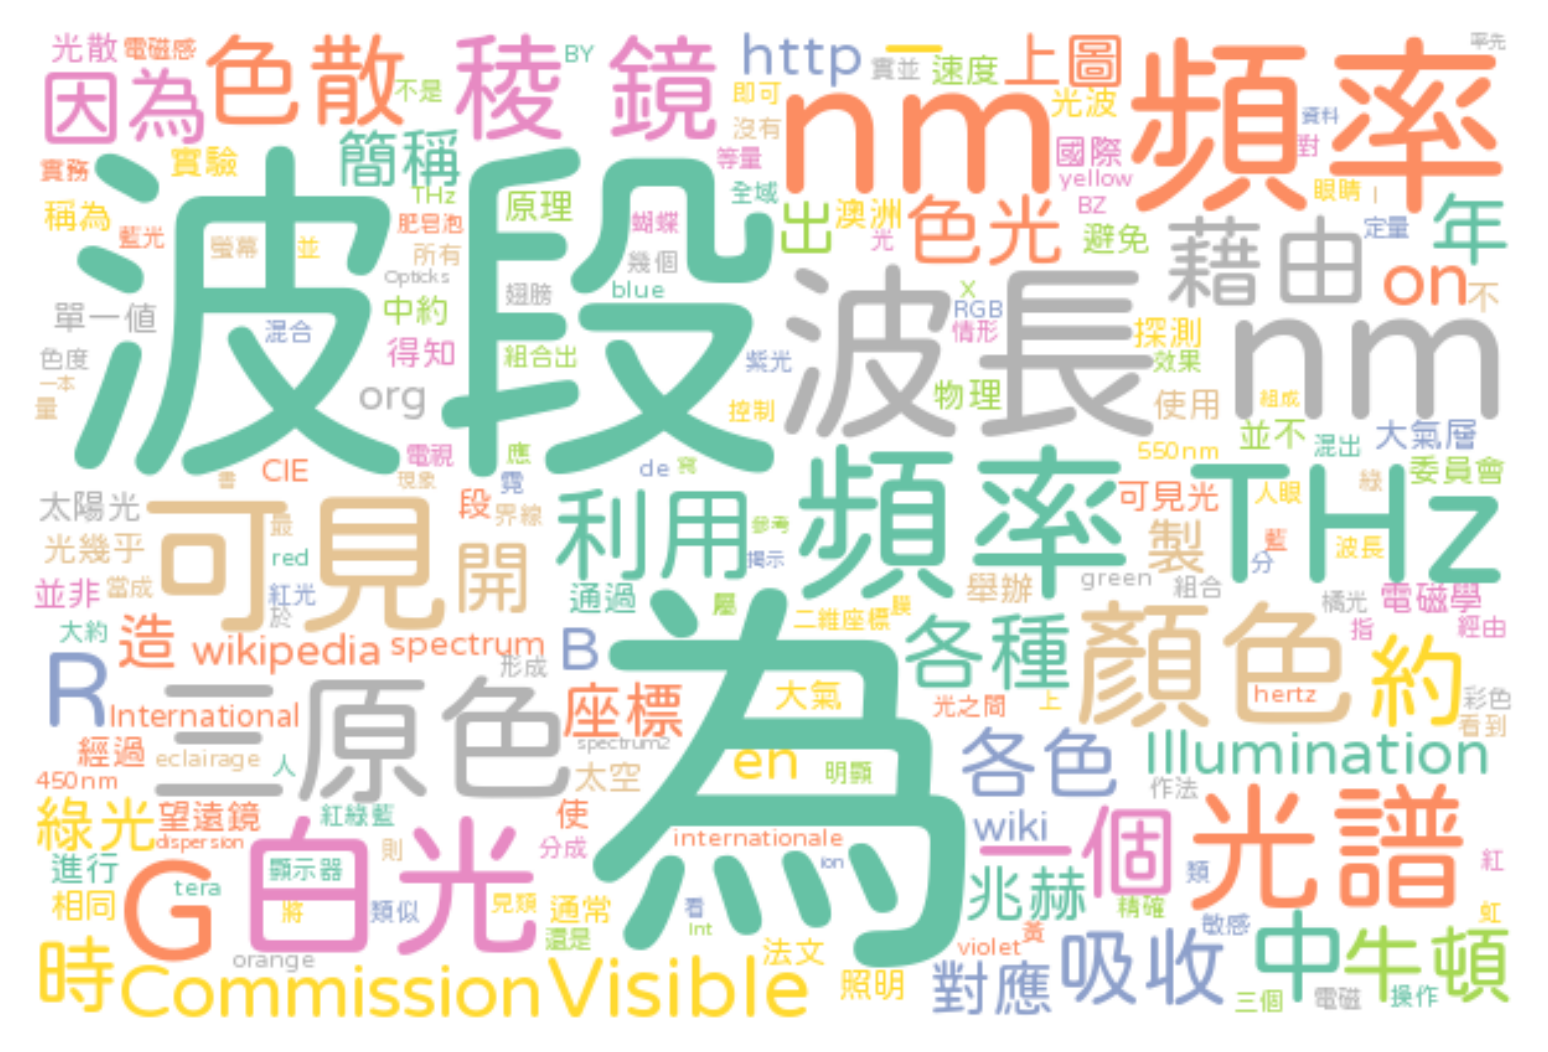 光散 電磁感 色散 稜鏡 BY http 一 上圖 頻率 率先
因為 不是 即可 nm 實並 速度 光波 資料
實務 實驗 簡稱 沒有 國際 對
稱為 波段 THz 原理 等量 全域 yellow 眼睛
藍光 螢幕 並 肥皂泡 蝴蝶 出 澳洲 色光 BZ 藉由 定量 年
所有 幾個 光 避免
Opticks 翅膀 blue 波長 x on 不
單一值 中約 RGB nm
混合 得知 情形 探測
色度 組合出 紫光 效果
一本 org 物理 使用 組成
量 控制 並不 混出 大氣層
書 CIE 電視 應 de 寫 頻率 550nm 委員會
太陽光 可見 現象 段 霓 利用 可見光 THz 人眼 綠
最 界線 參考 製 藍 波長
光幾乎 red 開 揭示 分
並非 當成 紅光 通過 屬 舉辦 green 組合 橘光 電磁學
於 為 二維座標 膜 各種 顏色 指 經由
大約 造 wikipedia spectrum B 約
R 三原色 形成 座標 大氣 光之間 上 hertz 彩色
International 看到
經過 eclairage 人 spectrum2 en 各色 Illumination
450nm 太空 明顯 作法
綠光 望遠鏡 紅綠藍 使 internationale wiki 一個 光譜
dispersion 白光 則 分成 ion
進行 G tera 顯示器 兆赫 類 紅
相同 將 類似 見類 通常 看 精確 敏感 虹
還是 Int 黃
時 orange 法文 violet 吸收 中 牛頓
Commission Visible 照明 對應 三個 電磁 操作